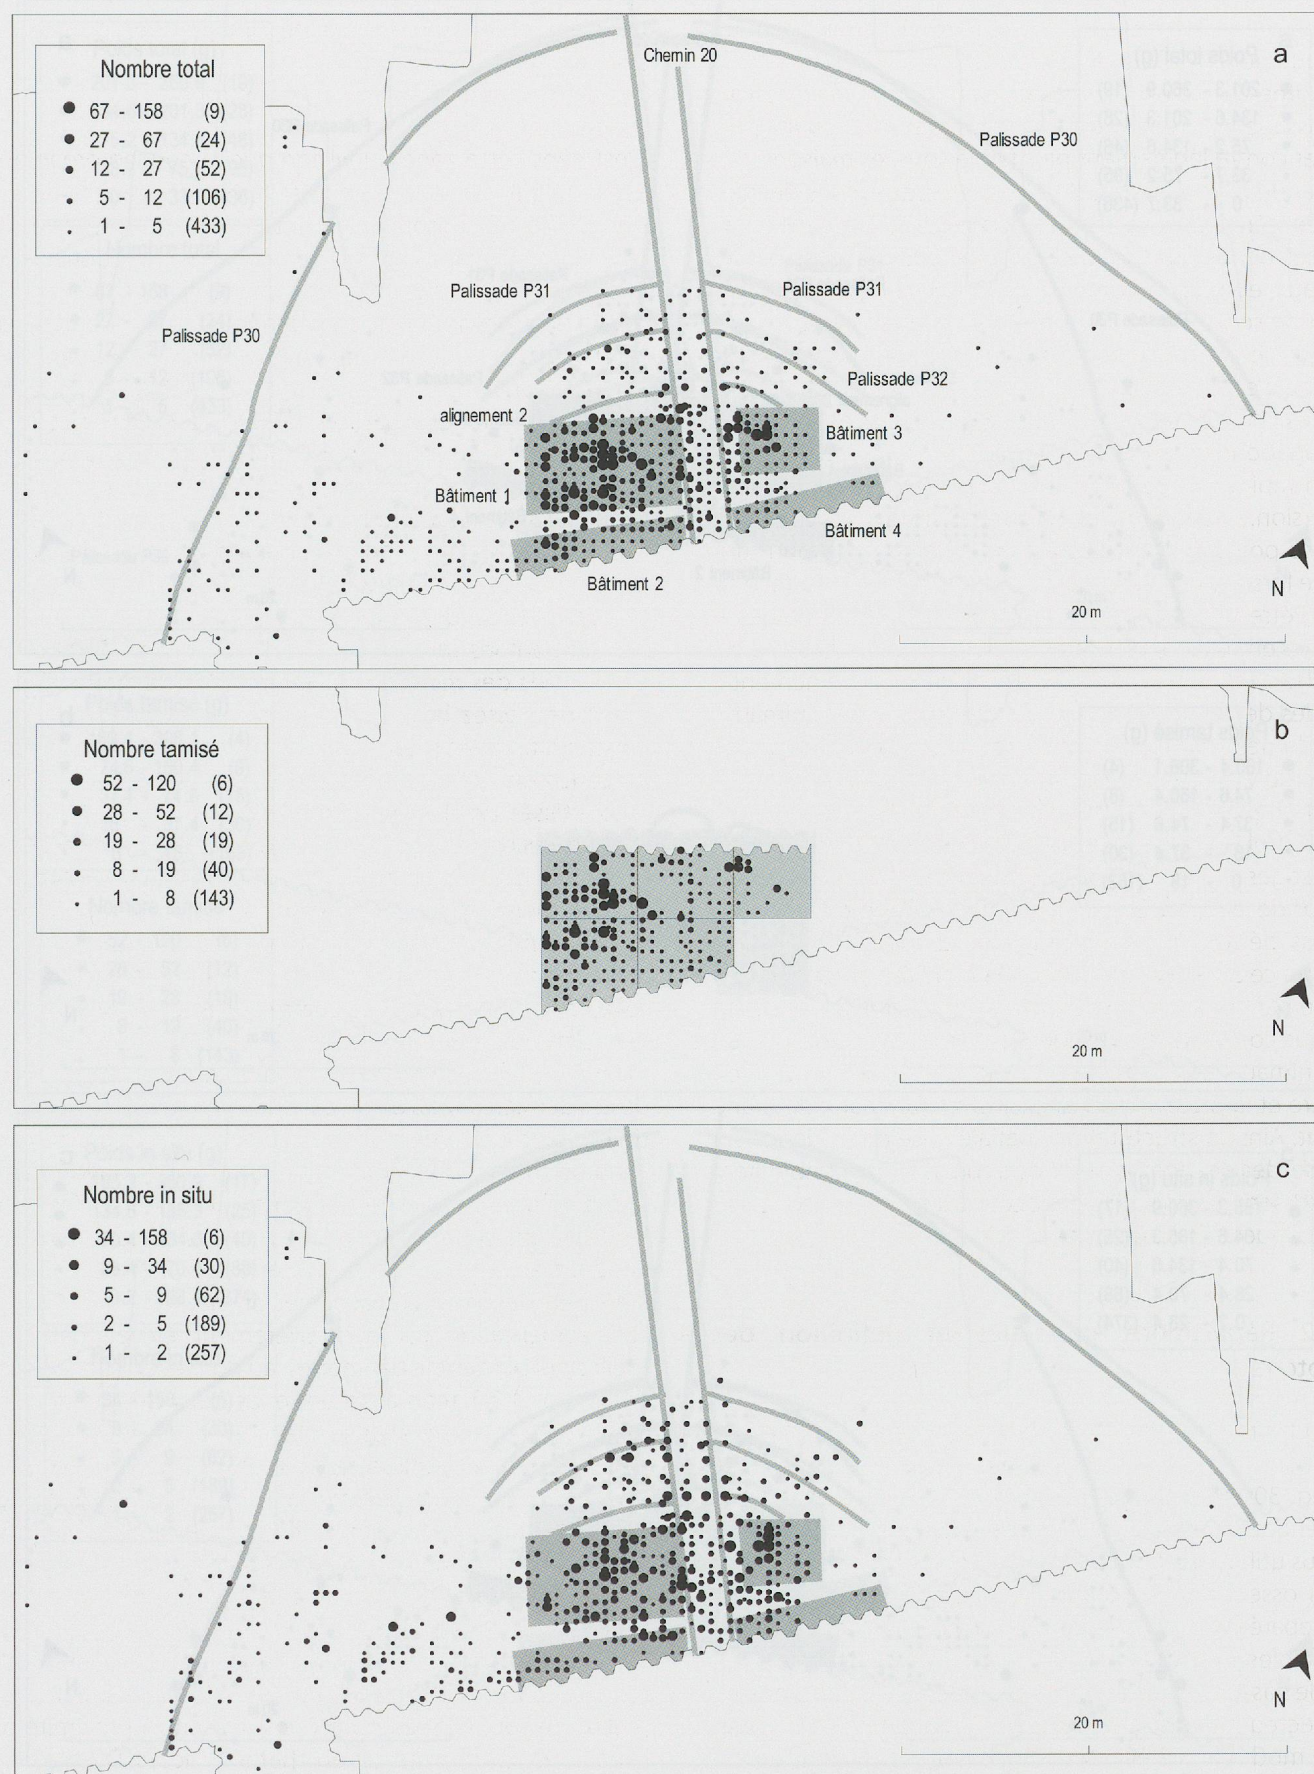 a
Nombre total
67 - 158 (9)
27 - 67 (24)
12 - 27 (52)
5 - 12 (106)
1 - 5 (433)
Chemin 20
Palissade P30
Palissade P31
Palissade P31
Palissade P30
Palissade P32
alignement 2
Bâtiment 3
Bâtiment 1
Bâtiment 4
Bâtiment 2
N
20 m
b
Nombre tamisé
52 - 120 (6)
28 - 52 (12)
19 - 28 (19)
8 - 19 (40)
1 - 8 (143)
N
20 m
c
Nombre in situ
34 - 158 (6)
9 - 34 (30)
5 - 9 (62)
2 - 5 (189)
1 - 2 (257)
N
20 m